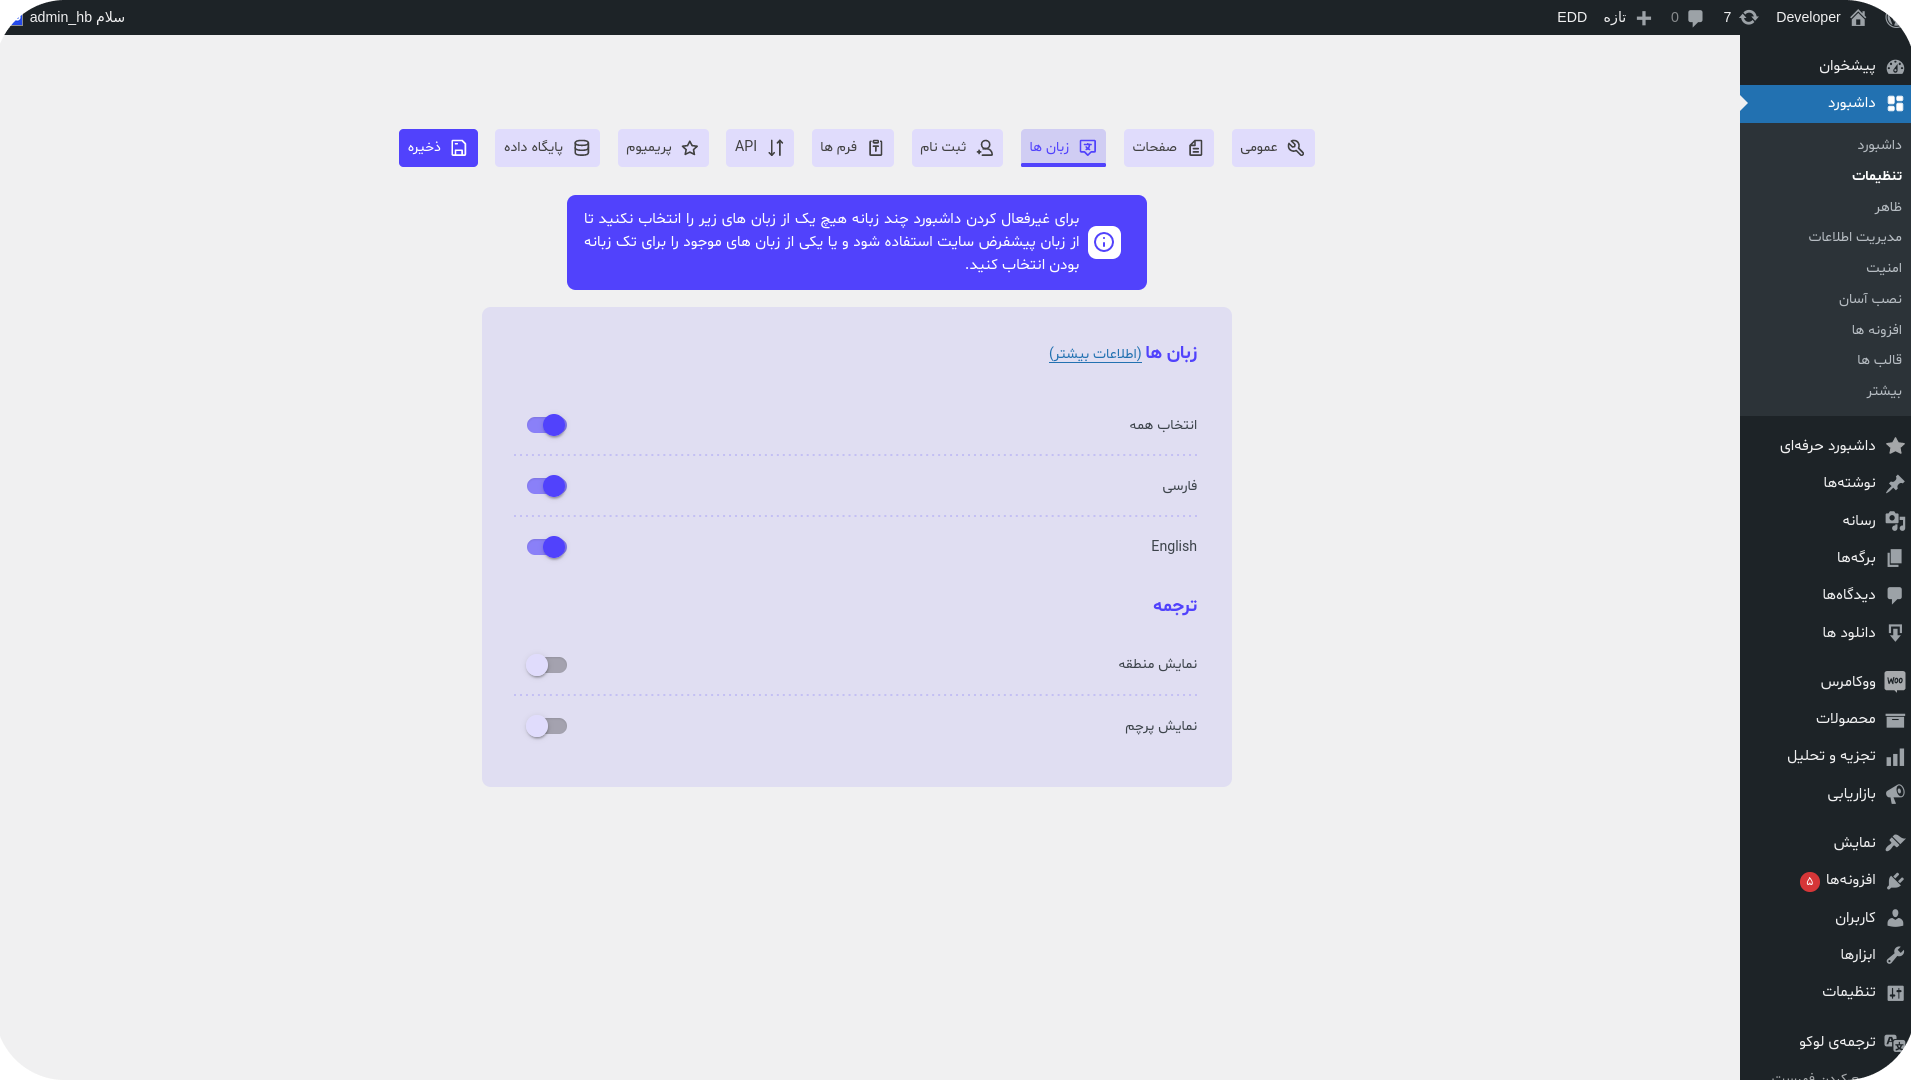 Developer
7
0
تازه
EDD
سلام admin_hb
پیشخوان
داشبورد
داشبورد
تنظیمات
ظاهر
مدیریت اطلاعات
امنیت
نصب آسان
افزونه ها
قالب ها
بیشتر
داشبورد حرفه‌ای
نوشته‌ها
رسانه
برگه‌ها
دیدگاه‌ها
دانلود ها
ووکامرس
محصولات
تجزیه و تحلیل
بازاریابی
نمایش
افزونه‌ها ۵
کاربران
ابزارها
تنظیمات
ترجمه‌ی لوکو
عمومی
صفحات
زبان ها
ثبت نام
فرم ها
API
پریمیوم
پایگاه داده
ذخیره
برای غیرفعال کردن داشبورد چند زبانه هیچ یک از زبان های زیر را انتخاب نکنید تا
از زبان پیشفرض سایت استفاده شود و یا یکی از زبان های موجود را برای تک زبانه
بودن انتخاب کنید.
زبان ها (اطلاعات بیشتر)
انتخاب همه
فارسی
English
ترجمه
نمایش منطقه
نمایش پرچم